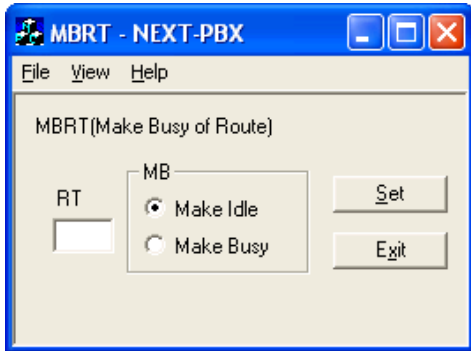 MBRT - NEXT-PBX
File View Help
MBRT(Make Busy of Route)
MB
RT
Make Idle
Make Busy
Set
Exit